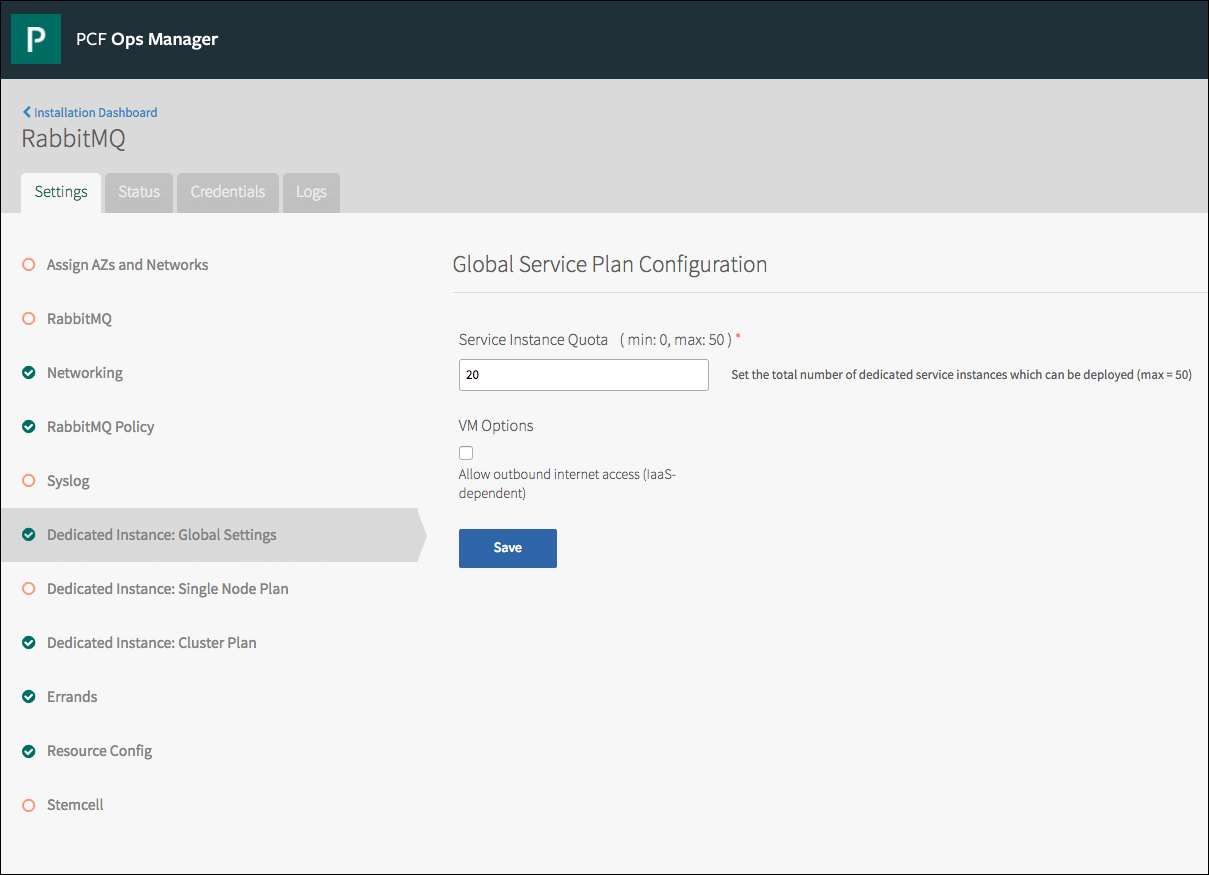 P
PCF Ops Manager
Installation Dashboard
RabbitMQ
Settings
Status
Credentials
Logs
Assign AZs and Networks
RabbitMQ
Networking
RabbitMQ Policy
Syslog
Dedicated Instance: Global Settings
Dedicated Instance: Single Node Plan
Dedicated Instance: Cluster Plan
Errands
Resource Config
Stemcell
Global Service Plan Configuration
Service Instance Quota ( min: 0, max: 50 ) *
20
Set the total number of dedicated service instances which can be deployed (max = 50)
VM Options
Allow outbound internet access (IaaS-
dependent)
Save